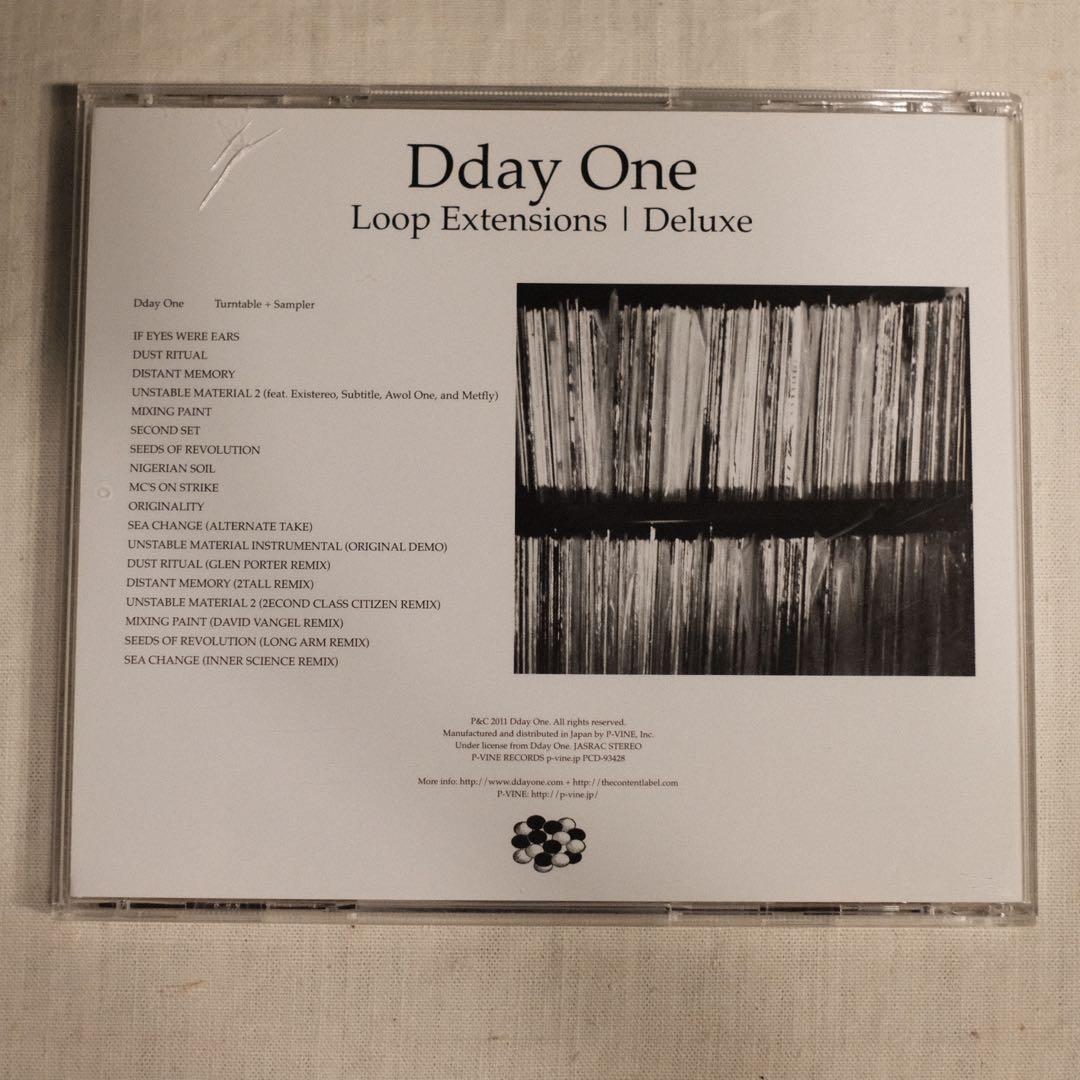 Dday One
Loop Extensions | Deluxe
Dday One Turntable + Sampler
IF EYES WERE EARS
DUST RITUAL
DISTANT MEMORY
UNSTABLE MATERIAL 2 (feat. Existereo, Subtitle, Awol One, and Metfly)
MIXING PAINT
SECOND SET
SEEDS OF REVOLUTION
NIGERIAN SOIL
MC'S ON STRIKE
ORIGINALITY
SEA CHANGE (ALTERNATE TAKE)
UNSTABLE MATERIAL INSTRUMENTAL (ORIGINAL DEMO)
DUST RITUAL (GLEN PORTER REMIX)
DISTANT MEMORY (2TALL REMIX)
UNSTABLE MATERIAL 2 (2ECOND CLASS CITIZEN REMIX)
MIXING PAINT (DAVID VANGEL REMIX)
SEEDS OF REVOLUTION (LONG ARM REMIX)
SEA CHANGE (INNER SCIENCE REMIX)
P&C 2011 Dday One. All rights reserved.
Manufactured and distributed in Japan by P-VINE, Inc.
Under license from Dday One. JASRAC STEREO
P-VINE RECORDS p-vine.jp PCD-93428
More info: http://www.ddayone.com + http://thecontentlabel.com
P-VINE: http://p-vine.jp/